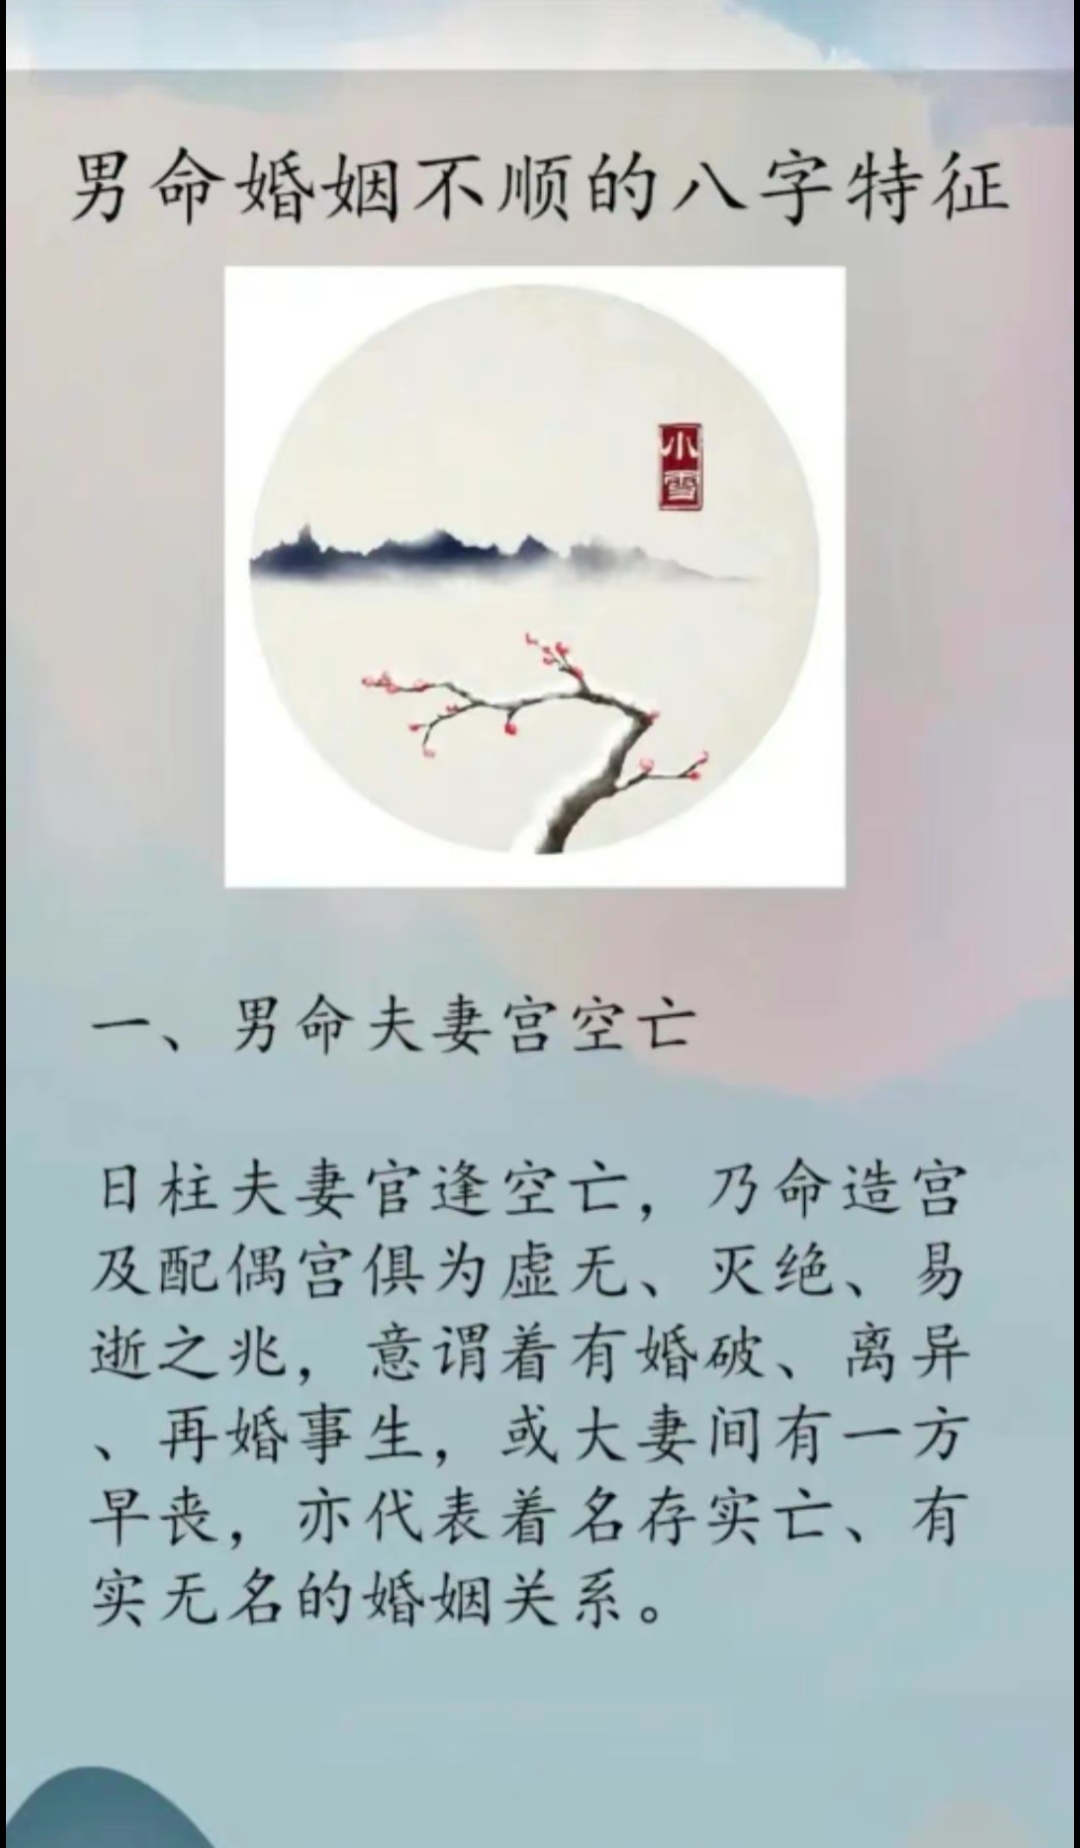 男命婚姻不顺的八字特征
小雪
一、男命夫妻宫空亡
日柱夫妻官逢空亡，乃命造宫
及配偶宫俱为虚无、灭绝、易
逝之兆，意谓着有婚破、离异
、再婚事生，或大妻间有一方
早丧，亦代表着名存实亡、有
实无名的婚姻关系。